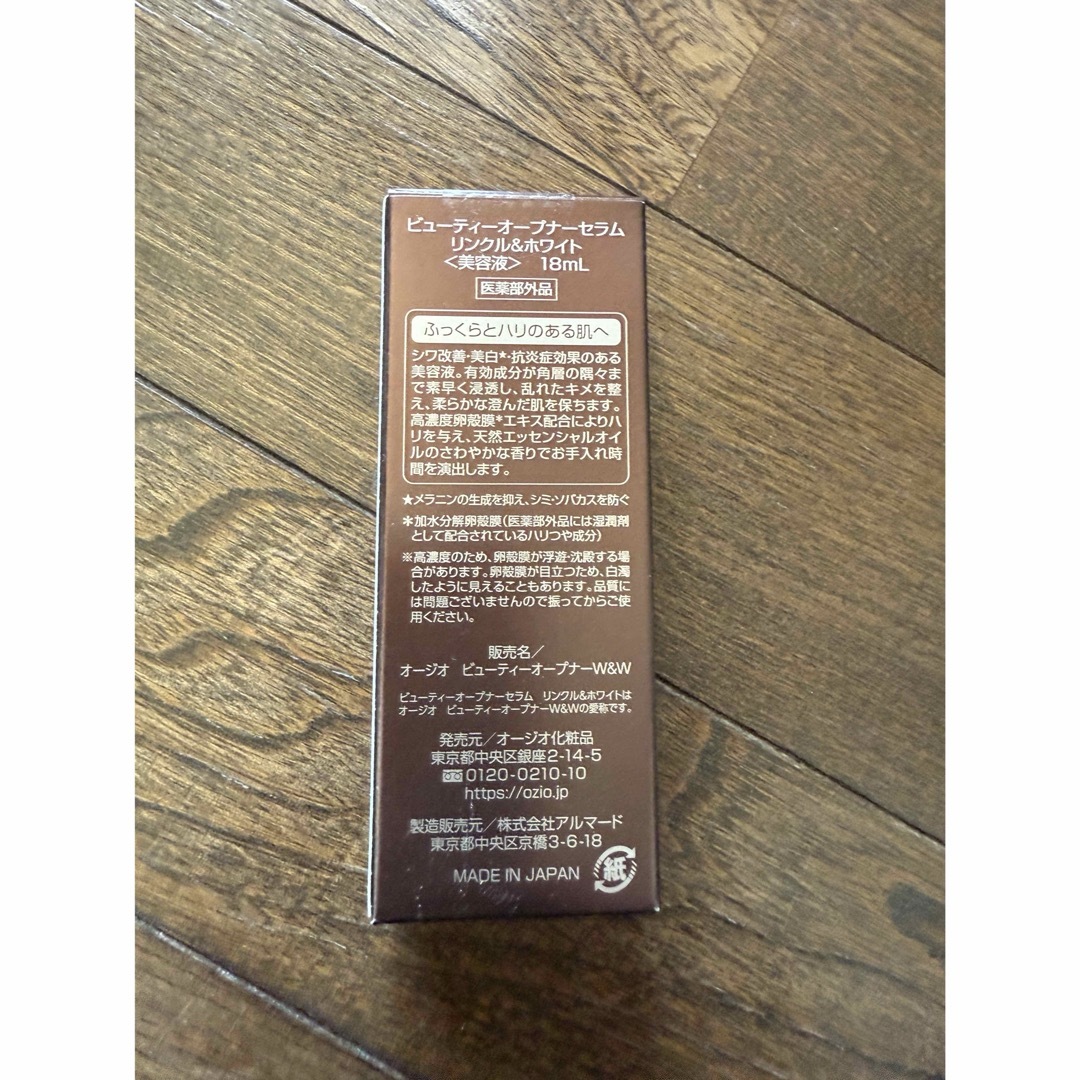 ビューティーオープナーセラム
リンクル&ホワイト
＜美容液＞ 18mL
医薬部外品
ふっくらとハリのある肌へ
シワ改善・美白★・抗炎症効果のある
美容液。有効成分が角層の隅々ま
で素早く浸透し、乱れたキメを整
え、柔らかな澄んだ肌を保ちます。
高濃度卵殻膜＊エキス配合によりハ
リを与え、天然エッセンシャルオイ
ルのさわやかな香りでお手入れ時
間を演出します。
★メラニンの生成を抑え、シミ・ソバカスを防ぐ
＊加水分解卵殻膜(医薬部外品には湿潤剤
として配合されているハリつや成分)
※高濃度のため、卵殻膜が浮遊・沈殿する場
合があります。卵殻膜が目立つため、白濁
したように見えることもあります。品質に
は問題ございませんので振ってからご使
用ください。
販売名／
オージオ ビューティーオープナーW&W
ビューティーオープナーセラム リンクル&ホワイトは
オージオ ビューティーオープナーW&Wの愛称です。
発売元／オージオ化粧品
東京都中央区銀座2-14-5
0120-0210-10
https://ozio.jp
製造販売元／株式会社アルマード
東京都中央区京橋3-6-18
MADE IN JAPAN
紙